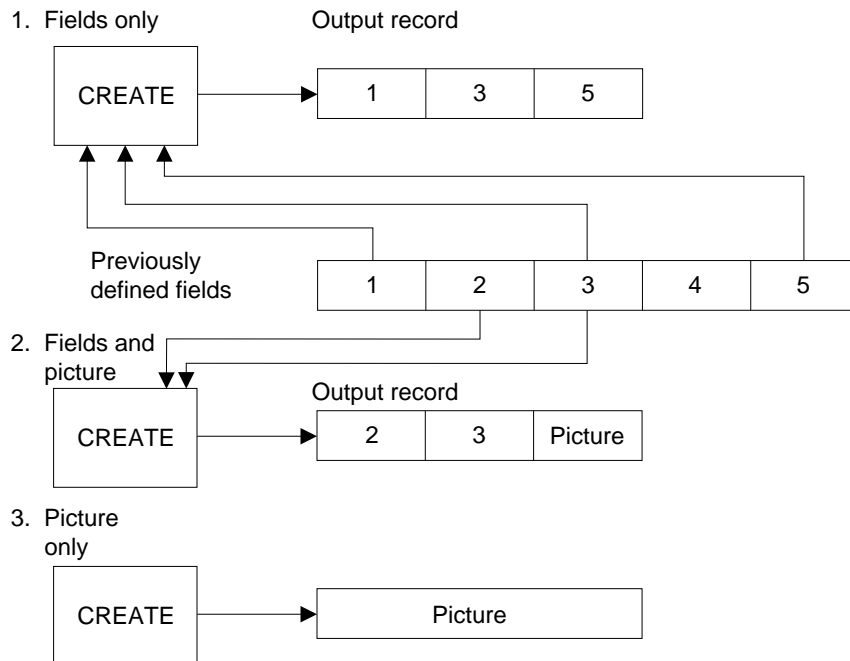 1. Fields only
Output record
CREATE
1 3 5
Previously
defined fields
1 2 3 4 5
2. Fields and
picture
Output record
CREATE
2 3 Picture
3. Picture
only
CREATE
Picture